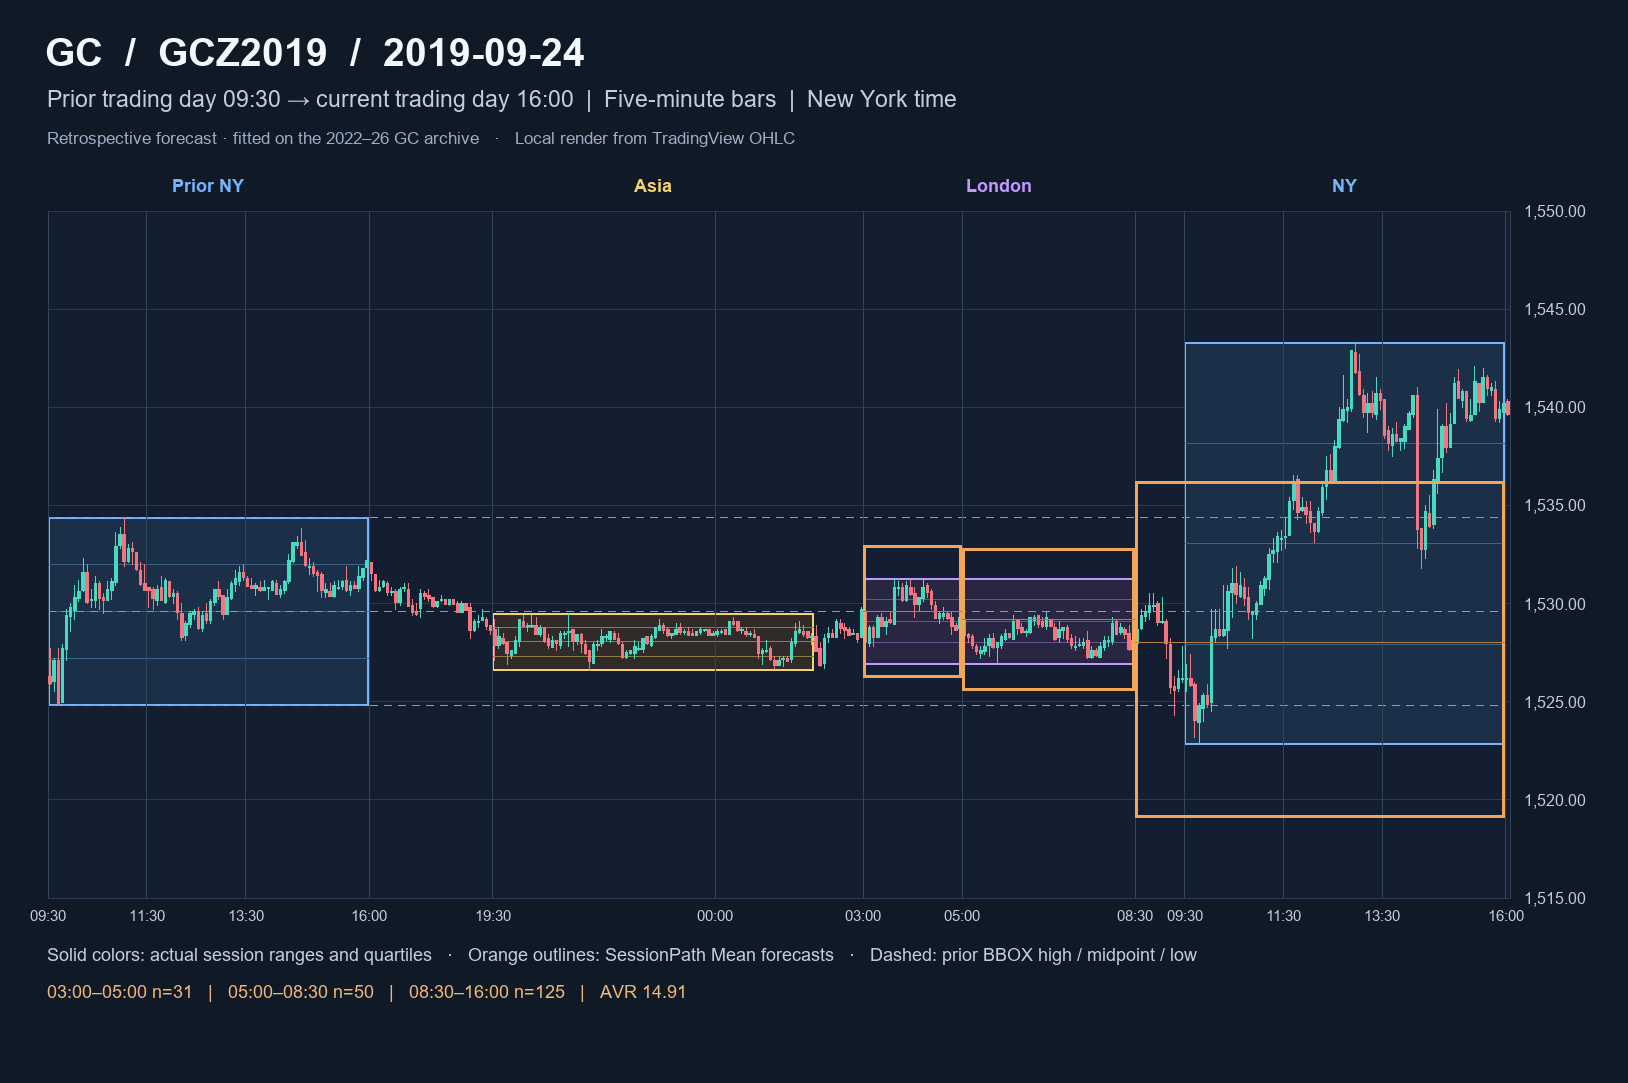 GC / GCZ2019 / 2019-09-24
Prior trading day 09:30 → current trading day 16:00 | Five-minute bars | New York time
Retrospective forecast · fitted on the 2022–26 GC archive · Local render from TradingView OHLC
Prior NY Asia London NY
1,550.00
1,545.00
1,540.00
1,535.00
1,530.00
1,525.00
1,520.00
1,515.00
09:30 11:30 13:30 16:00 19:30 00:00 03:00 05:00 08:30 09:30 11:30 13:30 16:00
Solid colors: actual session ranges and quartiles · Orange outlines: SessionPath Mean forecasts · Dashed: prior BBOX high / midpoint / low
03:00–05:00 n=31 | 05:00–08:30 n=50 | 08:30–16:00 n=125 | AVR 14.91